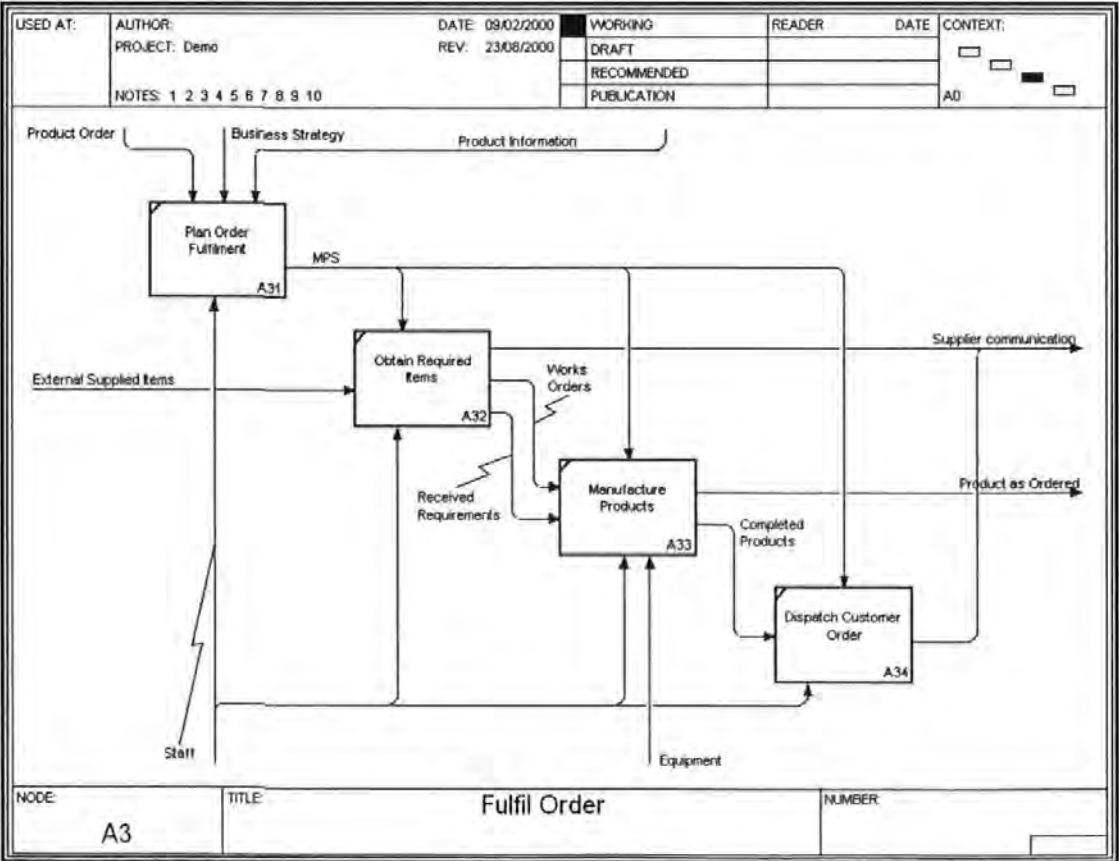 USED AT:
AUTHOR:
DATE: 09/02/2000
WORKING
READER
DATE
CONTEXT:
PROJECT: Demo
REV: 23/08/2000
DRAFT
RECOMMENDED
NOTES: 1 2 3 4 5 6 7 8 9 10
PUBLICATION
A0
Product Order
Business Strategy
Product Information
Plan Order
Fulfilment
A31
MPS
Supplier communication
Obtain Required
Items
A32
External Supplied Items
Works
Orders
Received
Requirements
Manufacture
Products
A33
Product as Ordered
Completed
Products
Dispatch Customer
Order
A34
Staff
Equipment
NODE:
A3
TITLE:
Fulfil Order
NUMBER: